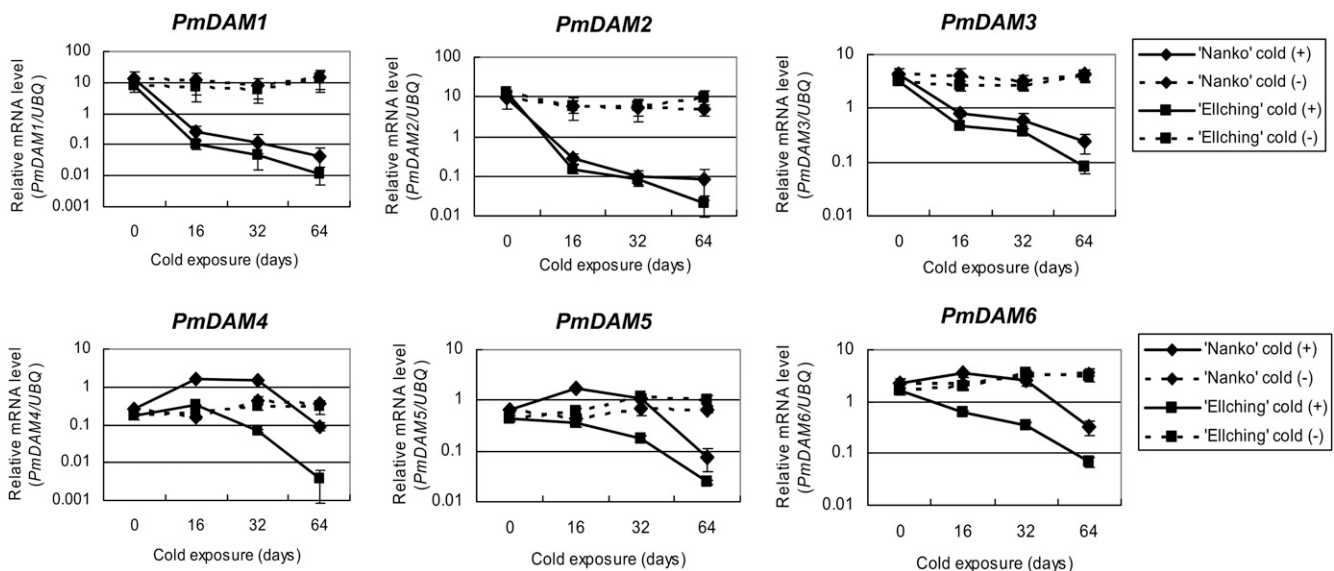 PmDAM1
Relative mRNA level
(PmDAM1/UBQ)
100
10
1
0.1
0.01
0.001
0 16 32 64
Cold exposure (days)
PmDAM2
Relative mRNA level
(PmDAM2/UBQ)
100
10
1
0.1
0.01
0 16 32 64
Cold exposure (days)
PmDAM3
Relative mRNA level
(PmDAM3/UBQ)
10
1
0.1
0.01
0 16 32 64
Cold exposure (days)
'Nanko' cold (+)
'Nanko' cold (-)
'Ellching' cold (+)
'Ellching' cold (-)
PmDAM4
Relative mRNA level
(PmDAM4/UBQ)
10
1
0.1
0.01
0.001
0 16 32 64
Cold exposure (days)
PmDAM5
Relative mRNA level
(PmDAM5/UBQ)
10
1
0.1
0.01
0 16 32 64
Cold exposure (days)
PmDAM6
Relative mRNA level
(PmDAM6/UBQ)
10
1
0.1
0.01
0 16 32 64
Cold exposure (days)
'Nanko' cold (+)
'Nanko' cold (-)
'Ellching' cold (+)
'Ellching' cold (-)